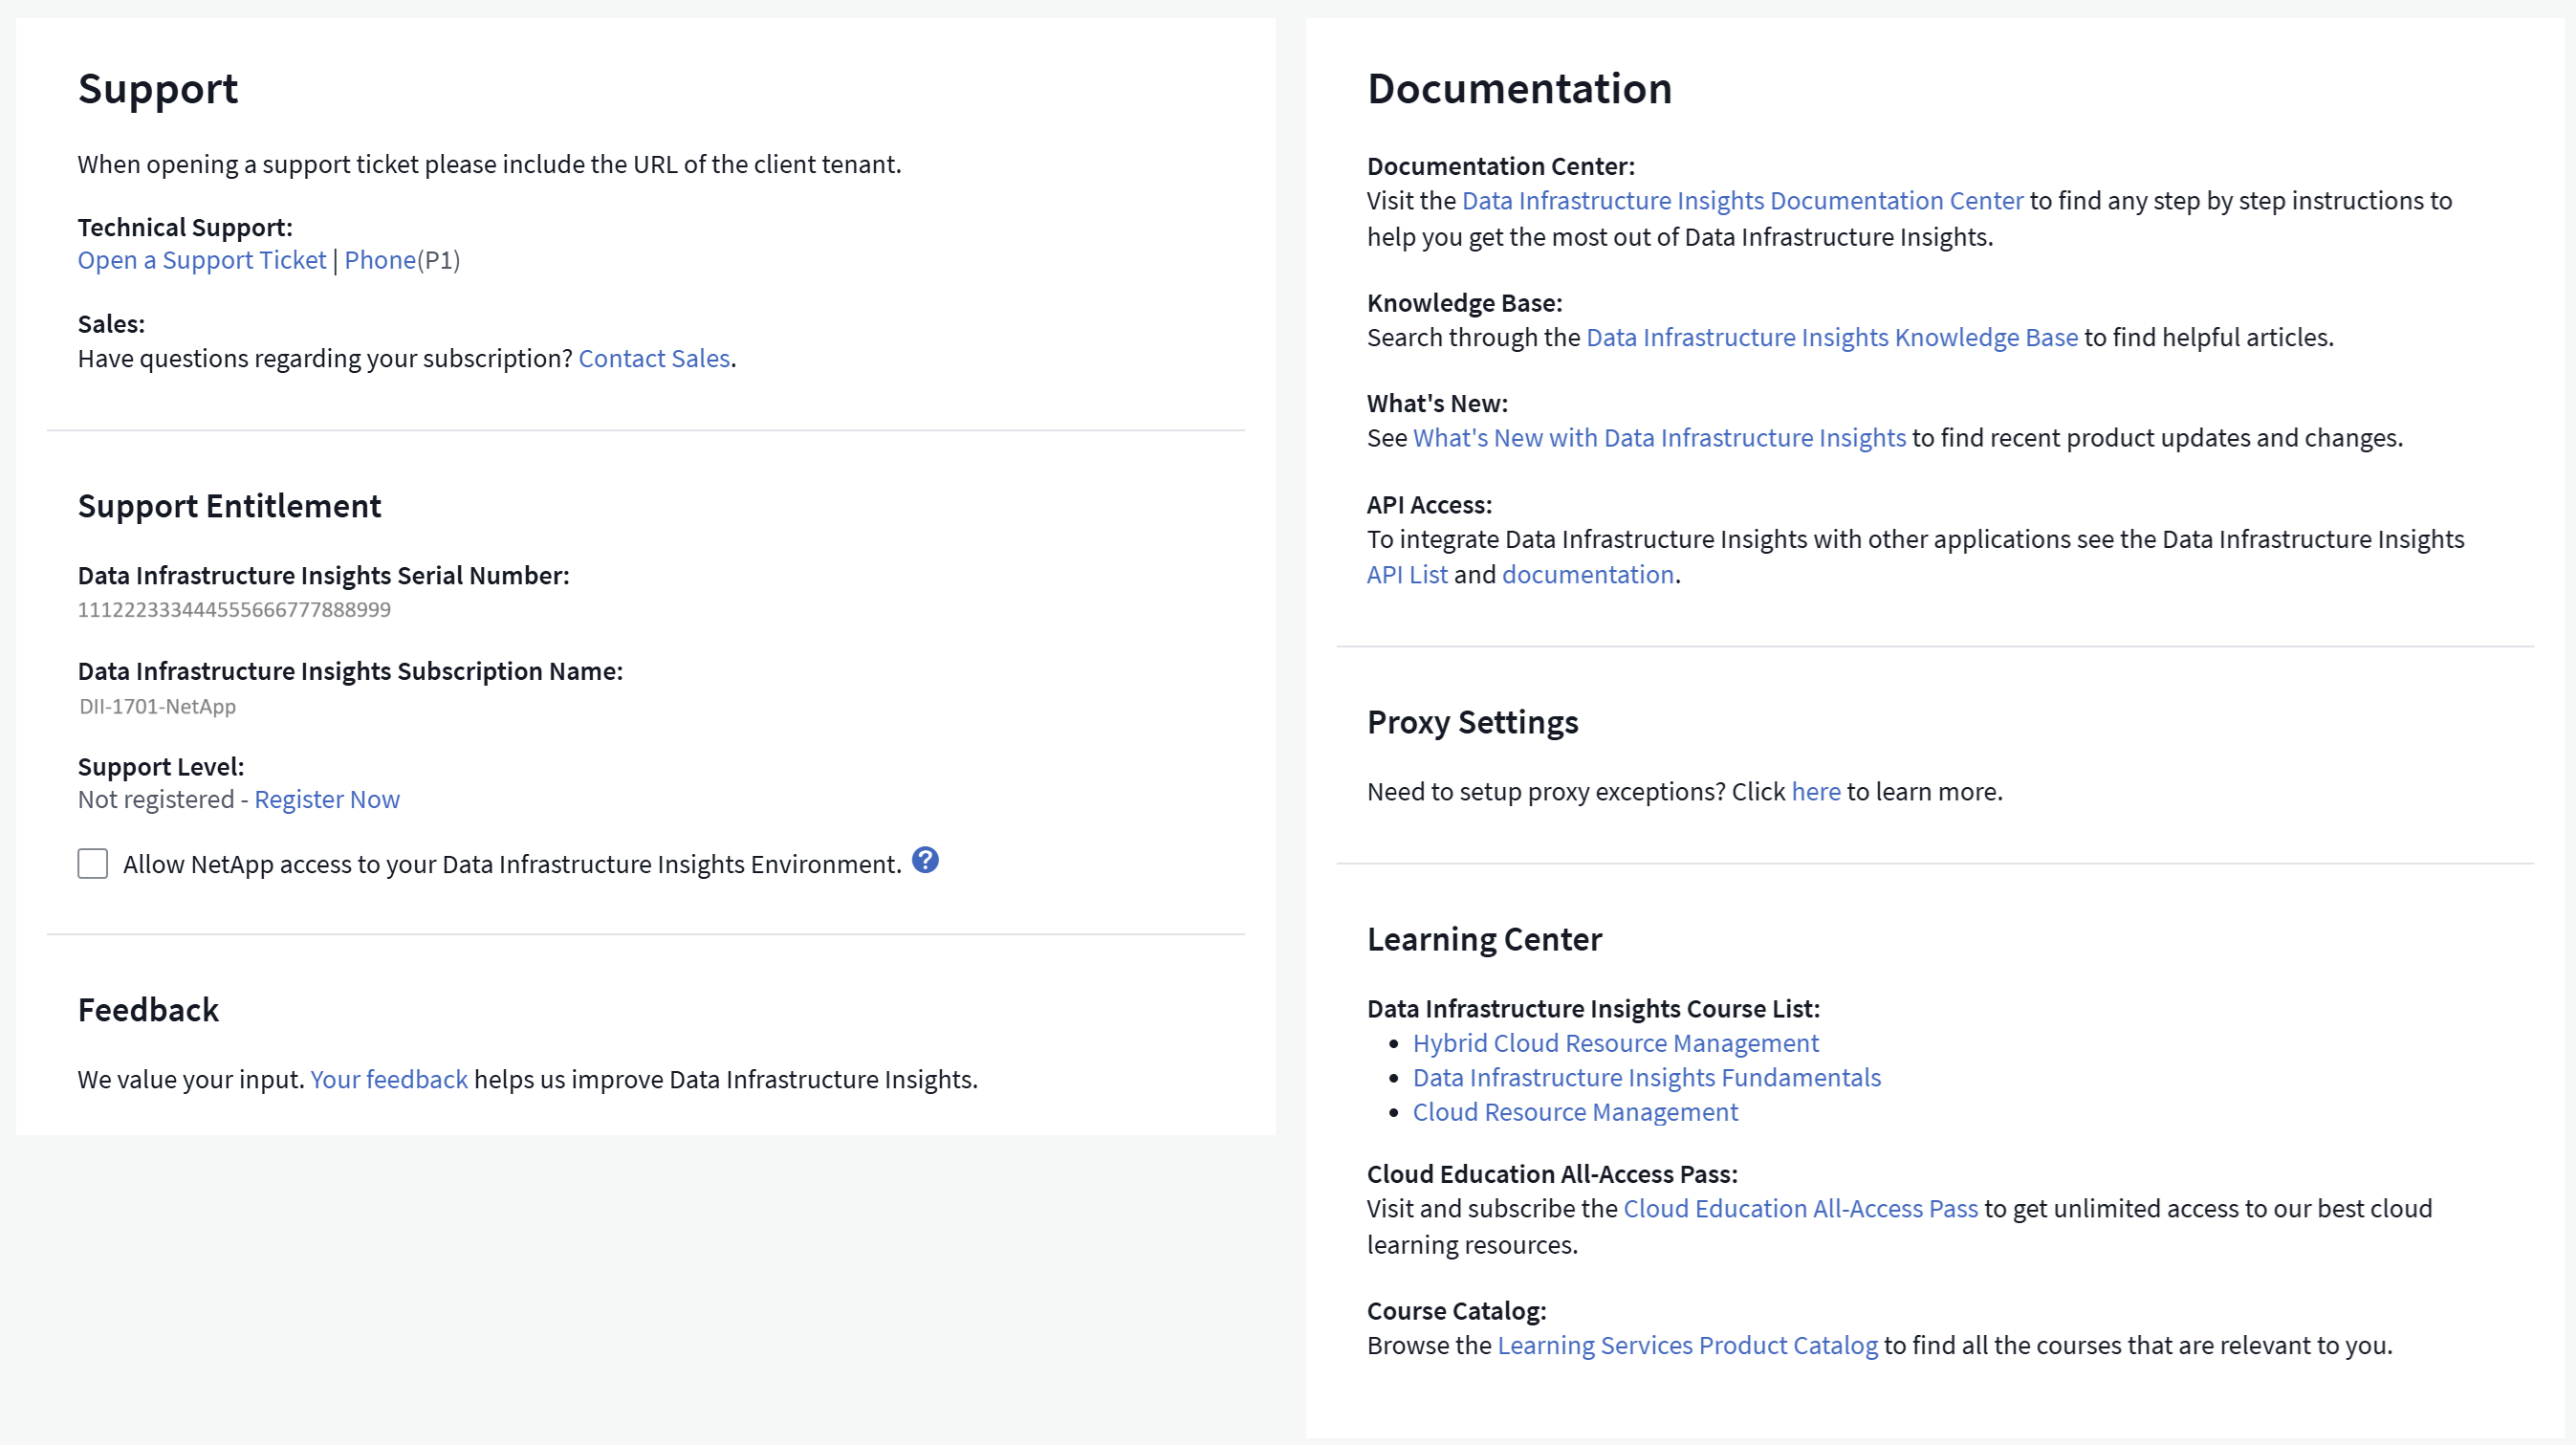 Support
When opening a support ticket please include the URL of the client tenant.
Technical Support:
Open a Support Ticket | Phone(P1)
Sales:
Have questions regarding your subscription? Contact Sales.
Support Entitlement
Data Infrastructure Insights Serial Number:
111222333444555666777888999
Data Infrastructure Insights Subscription Name:
DII-1701-NetApp
Support Level:
Not registered - Register Now
Allow NetApp access to your Data Infrastructure Insights Environment. ?
Feedback
We value your input. Your feedback helps us improve Data Infrastructure Insights.
Documentation
Documentation Center:
Visit the Data Infrastructure Insights Documentation Center to find any step by step instructions to
help you get the most out of Data Infrastructure Insights.
Knowledge Base:
Search through the Data Infrastructure Insights Knowledge Base to find helpful articles.
What's New:
See What's New with Data Infrastructure Insights to find recent product updates and changes.
API Access:
To integrate Data Infrastructure Insights with other applications see the Data Infrastructure Insights
API List and documentation.
Proxy Settings
Need to setup proxy exceptions? Click here to learn more.
Learning Center
Data Infrastructure Insights Course List:
• Hybrid Cloud Resource Management
• Data Infrastructure Insights Fundamentals
• Cloud Resource Management
Cloud Education All-Access Pass:
Visit and subscribe the Cloud Education All-Access Pass to get unlimited access to our best cloud
learning resources.
Course Catalog:
Browse the Learning Services Product Catalog to find all the courses that are relevant to you.